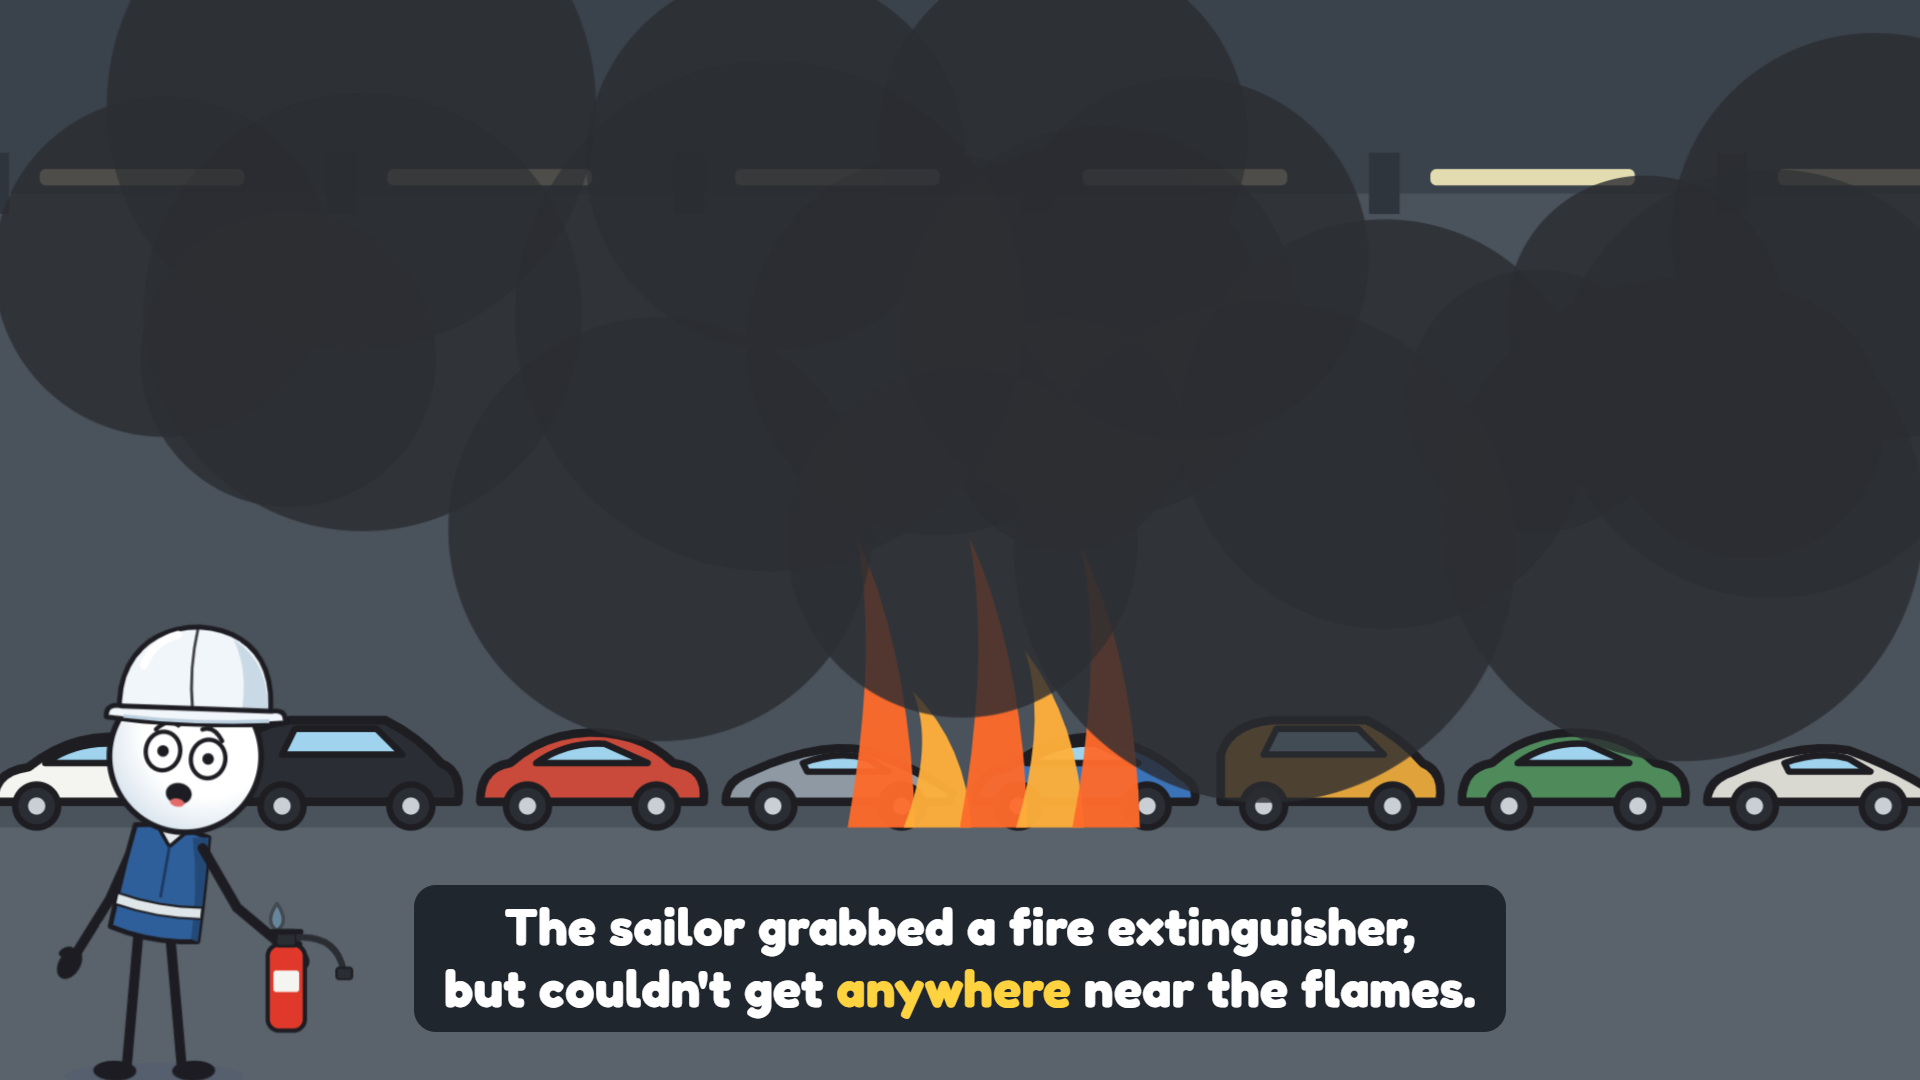 The sailor grabbed a fire extinguisher,
but couldn't get anywhere near the flames.